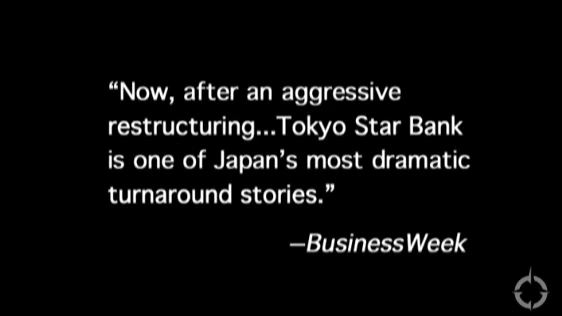 “Now, after an aggressive
restructuring...Tokyo Star Bank
is one of Japan’s most dramatic
turnaround stories.”
–BusinessWeek